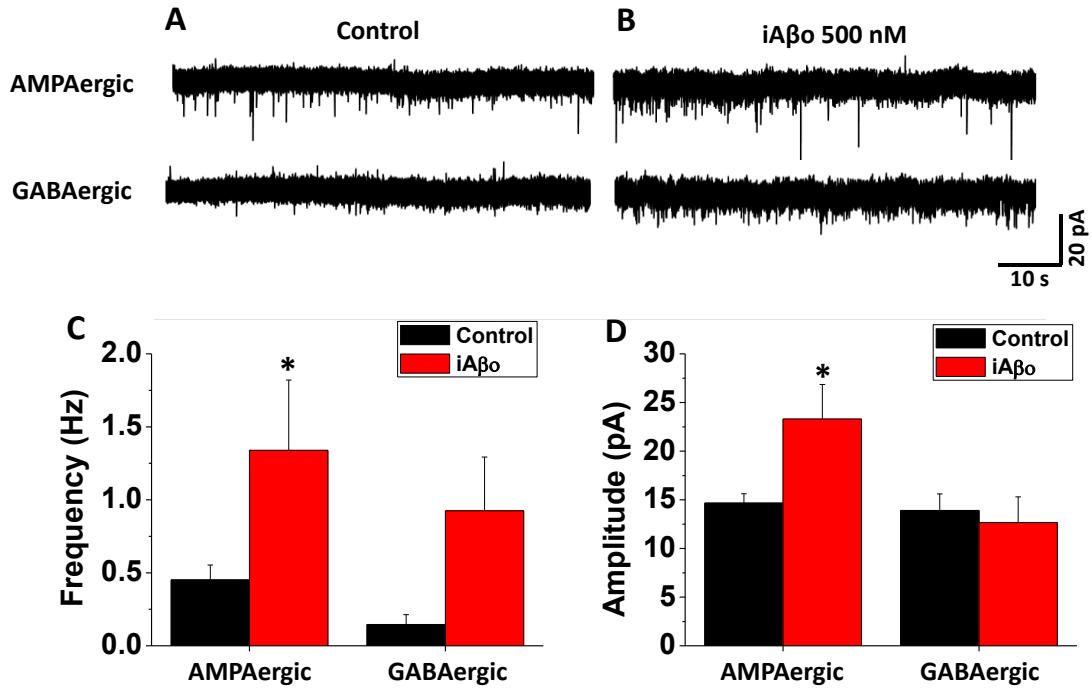 A
Control
B
iAβo 500 nM
AMPAergic
GABAergic
20 pA
10 s
C
Control
iAβo
Frequency (Hz)
2.0
1.5
1.0
0.5
0.0
*
AMPAergic
GABAergic
D
Control
iAβo
Amplitude (pA)
30
25
20
15
10
5
0
*
AMPAergic
GABAergic